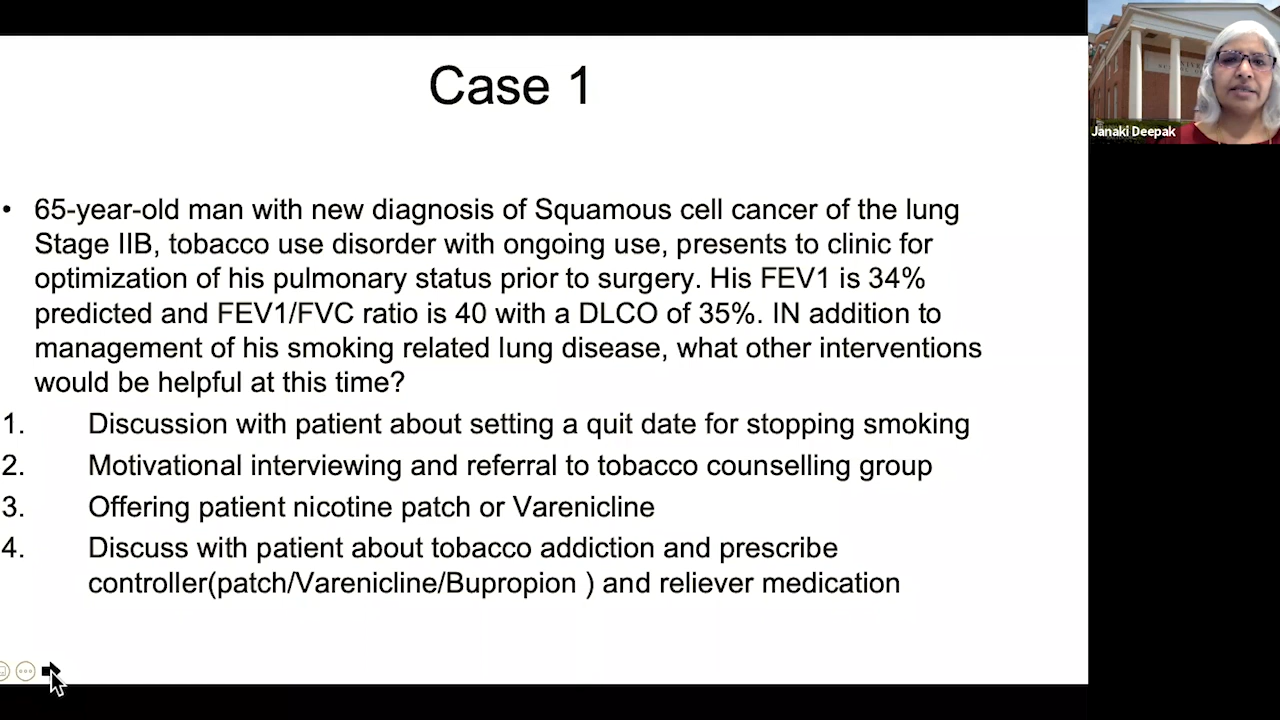 Case 1
• 65-year-old man with new diagnosis of Squamous cell cancer of the lung
Stage IIB, tobacco use disorder with ongoing use, presents to clinic for
optimization of his pulmonary status prior to surgery. His FEV1 is 34%
predicted and FEV1/FVC ratio is 40 with a DLCO of 35%. IN addition to
management of his smoking related lung disease, what other interventions
would be helpful at this time?
1. Discussion with patient about setting a quit date for stopping smoking
2. Motivational interviewing and referral to tobacco counselling group
3. Offering patient nicotine patch or Varenicline
4. Discuss with patient about tobacco addiction and prescribe
controller(patch/Varenicline/Bupropion ) and reliever medication
Janaki Deepak